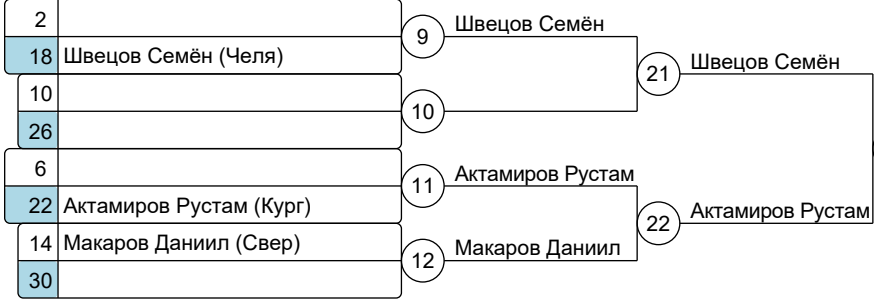 2
9
Швецов Семён
18 Швецов Семён (Челя)
21
Швецов Семён
10
10
26
6
11
Актамиров Рустам
22 Актамиров Рустам (Кург)
22
Актамиров Рустам
14 Макаров Даниил (Свер)
12
Макаров Даниил
30